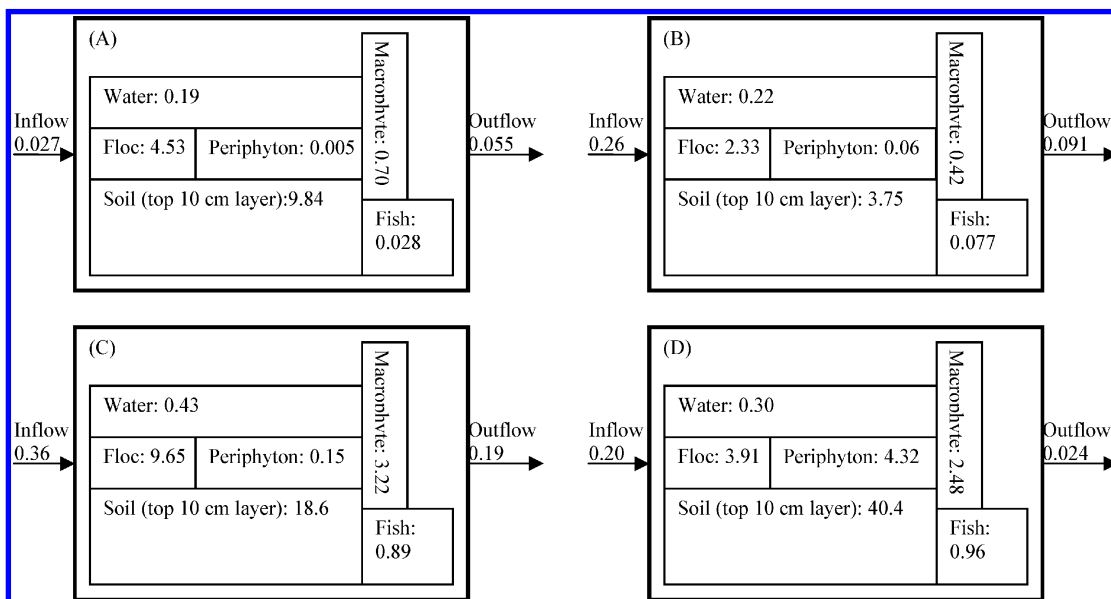 (A)
Macrophyte: 0.70
Water: 0.19
Inflow
0.027
Floc: 4.53
Periphyton: 0.005
Outflow
0.055
Soil (top 10 cm layer):9.84
Fish:
0.028
(B)
Macrophyte: 0.42
Water: 0.22
Inflow
0.26
Floc: 2.33
Periphyton: 0.06
Outflow
0.091
Soil (top 10 cm layer): 3.75
Fish:
0.077
(C)
Macrophyte: 3.22
Water: 0.43
Inflow
0.36
Floc: 9.65
Periphyton: 0.15
Outflow
0.19
Soil (top 10 cm layer): 18.6
Fish:
0.89
(D)
Macrophyte: 2.48
Water: 0.30
Inflow
0.20
Floc: 3.91
Periphyton: 4.32
Outflow
0.024
Soil (top 10 cm layer): 40.4
Fish:
0.96